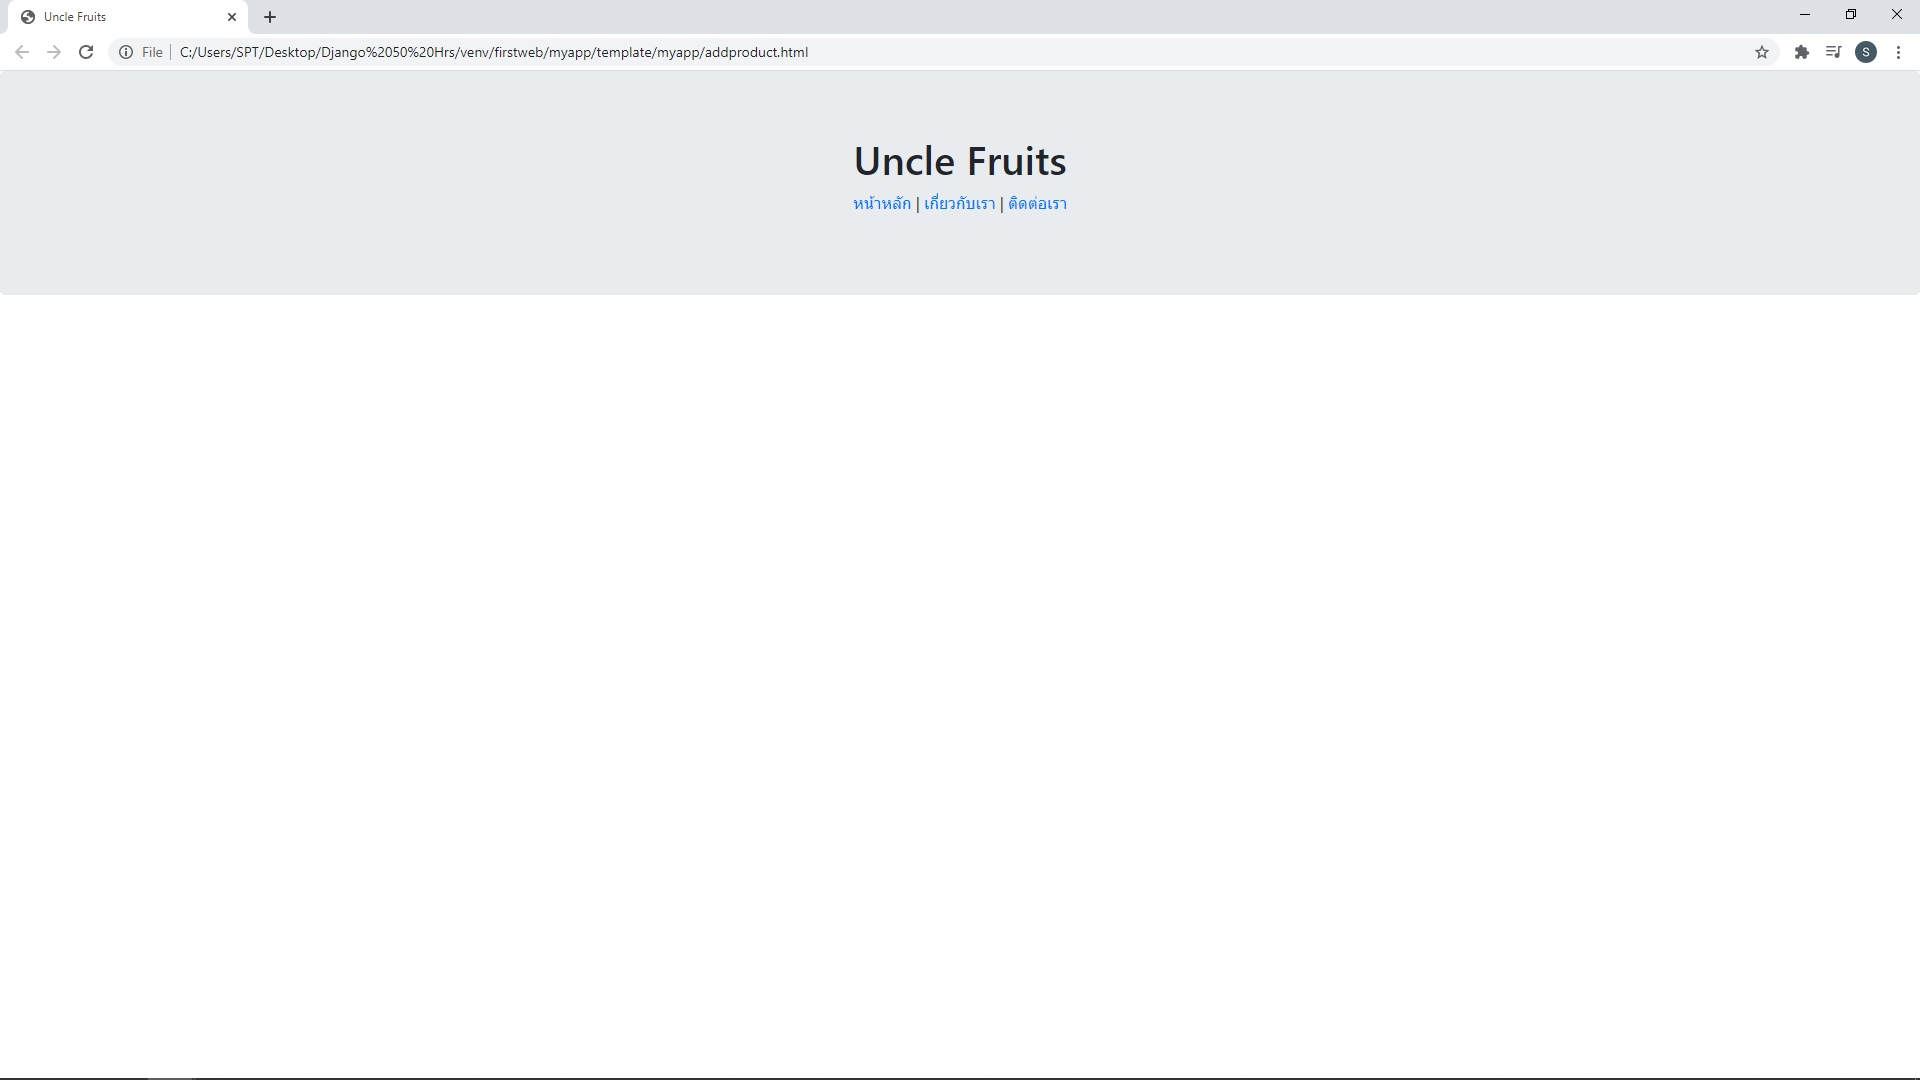 Uncle Fruits
File
C:/Users/SPT/Desktop/Django%2050%20Hrs/venv/firstweb/myapp/template/myapp/addproduct.html
S
Uncle Fruits
หน้าหลัก | เกี่ยวกับเรา | ติดต่อเรา